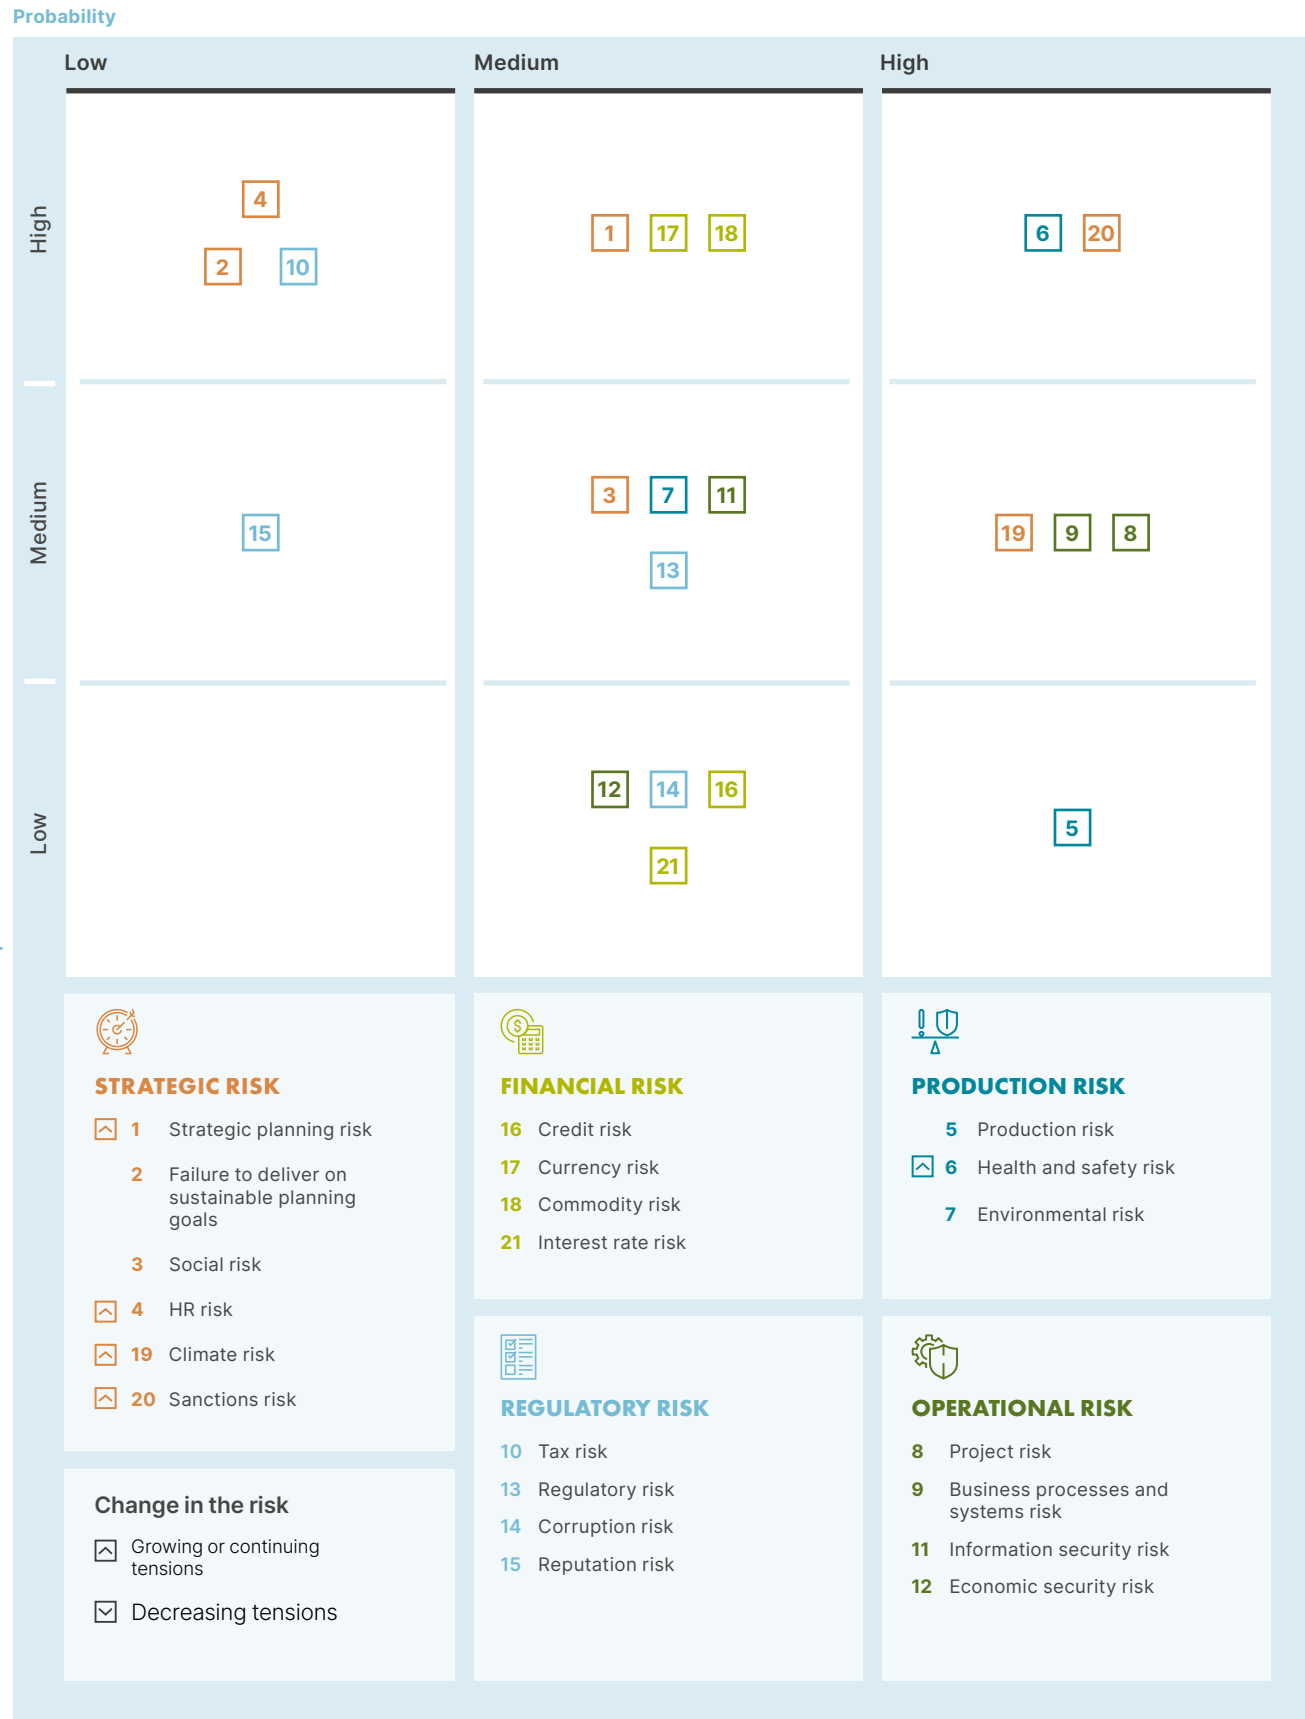 Probability
Low Medium High
High
4
2 10
1 17 18
6 20
Medium
15
3 7 11
13
19 9 8
Low
12 14 16
21
5
STRATEGIC RISK
1 Strategic planning risk
2 Failure to deliver on
sustainable planning
goals
3 Social risk
4 HR risk
19 Climate risk
20 Sanctions risk
Change in the risk
Growing or continuing
tensions
Decreasing tensions
FINANCIAL RISK
16 Credit risk
17 Currency risk
18 Commodity risk
21 Interest rate risk
REGULATORY RISK
10 Tax risk
13 Regulatory risk
14 Corruption risk
15 Reputation risk
PRODUCTION RISK
5 Production risk
6 Health and safety risk
7 Environmental risk
OPERATIONAL RISK
8 Project risk
9 Business processes and
systems risk
11 Information security risk
12 Economic security risk